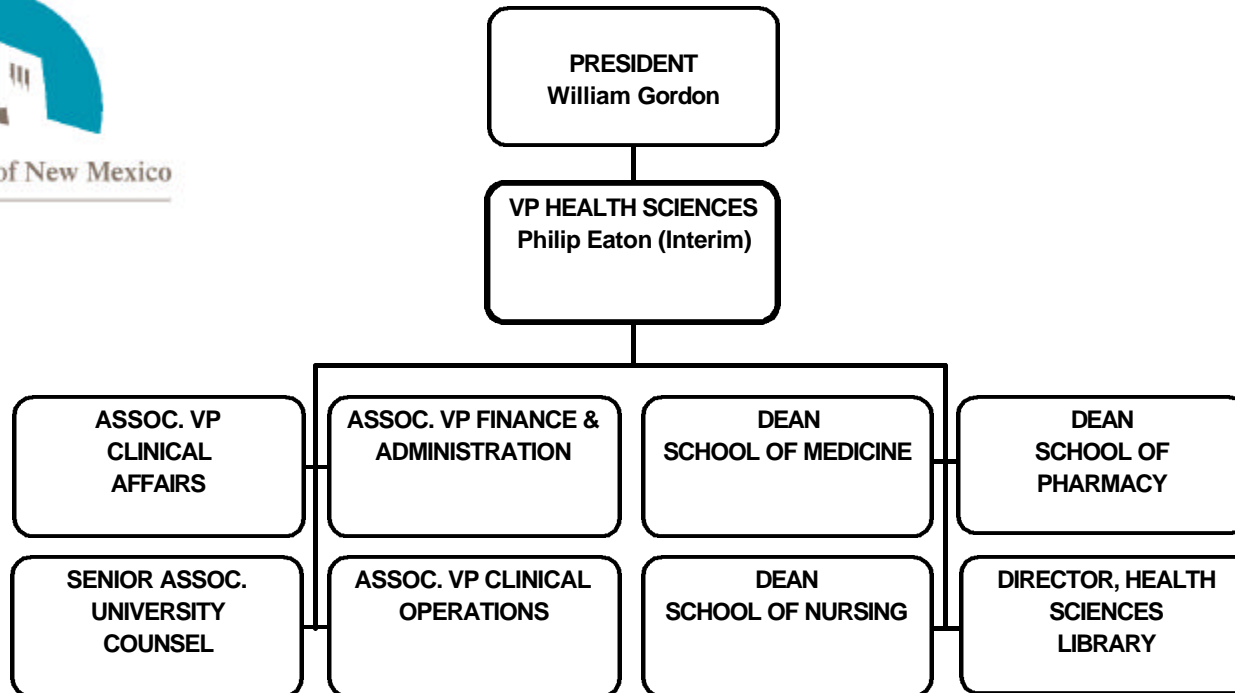 of New Mexico
PRESIDENT
William Gordon
VP HEALTH SCIENCES
Philip Eaton (Interim)
ASSOC. VP
CLINICAL
AFFAIRS
ASSOC. VP FINANCE &
ADMINISTRATION
DEAN
SCHOOL OF MEDICINE
DEAN
SCHOOL OF
PHARMACY
SENIOR ASSOC.
UNIVERSITY
COUNSEL
ASSOC. VP CLINICAL
OPERATIONS
DEAN
SCHOOL OF NURSING
DIRECTOR, HEALTH
SCIENCES
LIBRARY